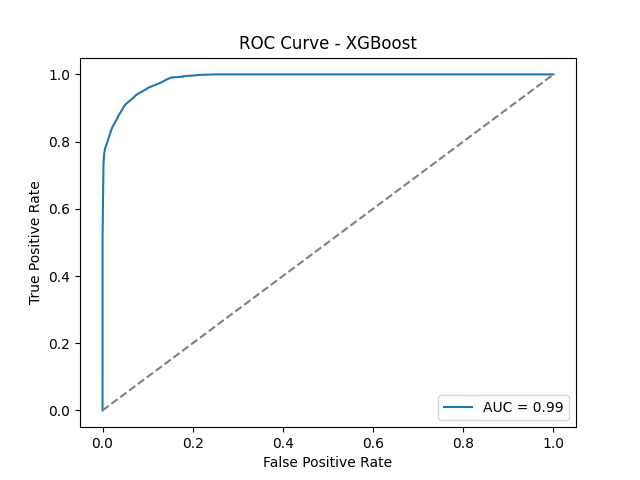 ROC Curve - XGBoost
True Positive Rate
1.0
0.8
0.6
0.4
0.2
0.0
AUC = 0.99
0.0 0.2 0.4 0.6 0.8 1.0
False Positive Rate